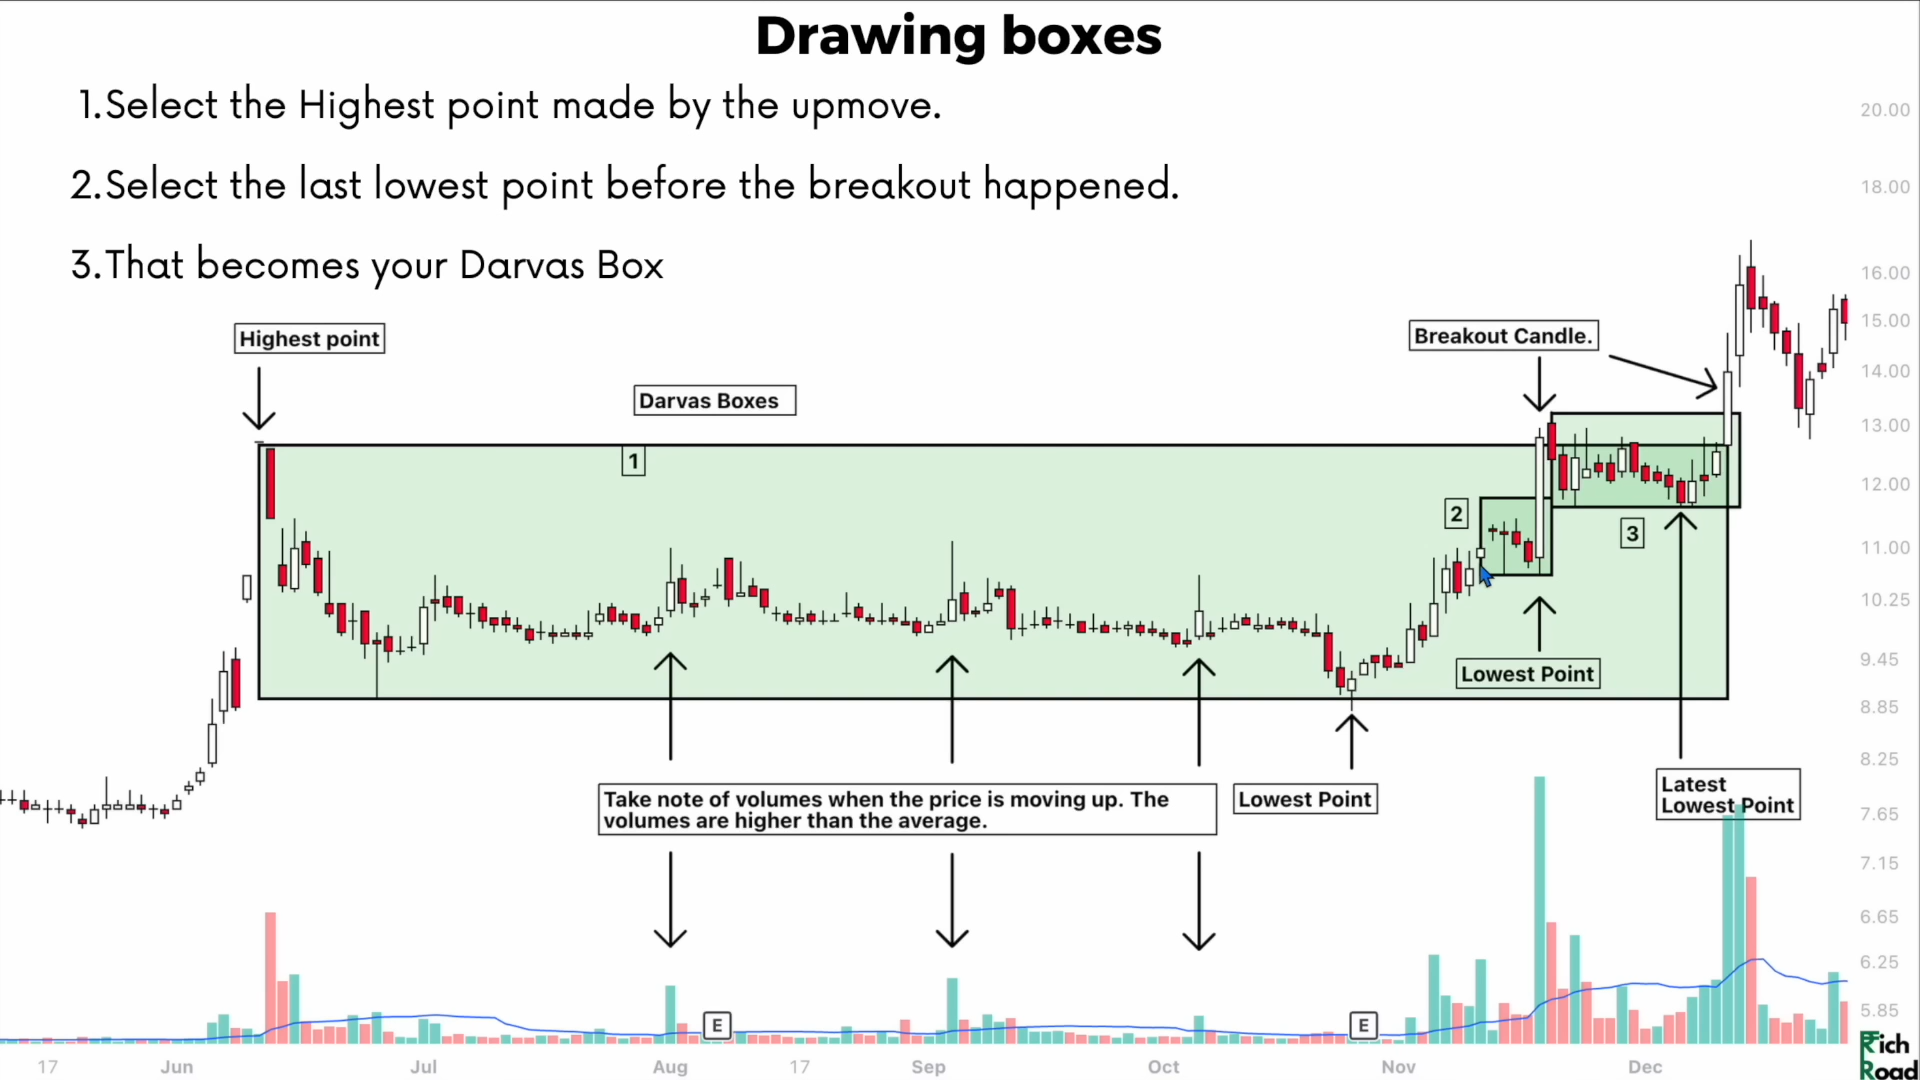 Drawing boxes
1.Select the Highest point made by the upmove.
2.Select the last lowest point before the breakout happened.
3.That becomes your Darvas Box
Highest point
Darvas Boxes
Breakout Candle.
1
2
3
Lowest Point
Take note of volumes when the price is moving up. The
volumes are higher than the average.
Lowest Point
Latest
Lowest Point
E
E
20.00
18.00
16.00
15.00
14.00
13.00
12.00
11.00
10.25
9.45
8.85
8.25
7.65
7.15
6.65
6.25
5.85
17
Jun
Jul
Aug
17
Sep
Oct
Nov
Dec
Rich
Road